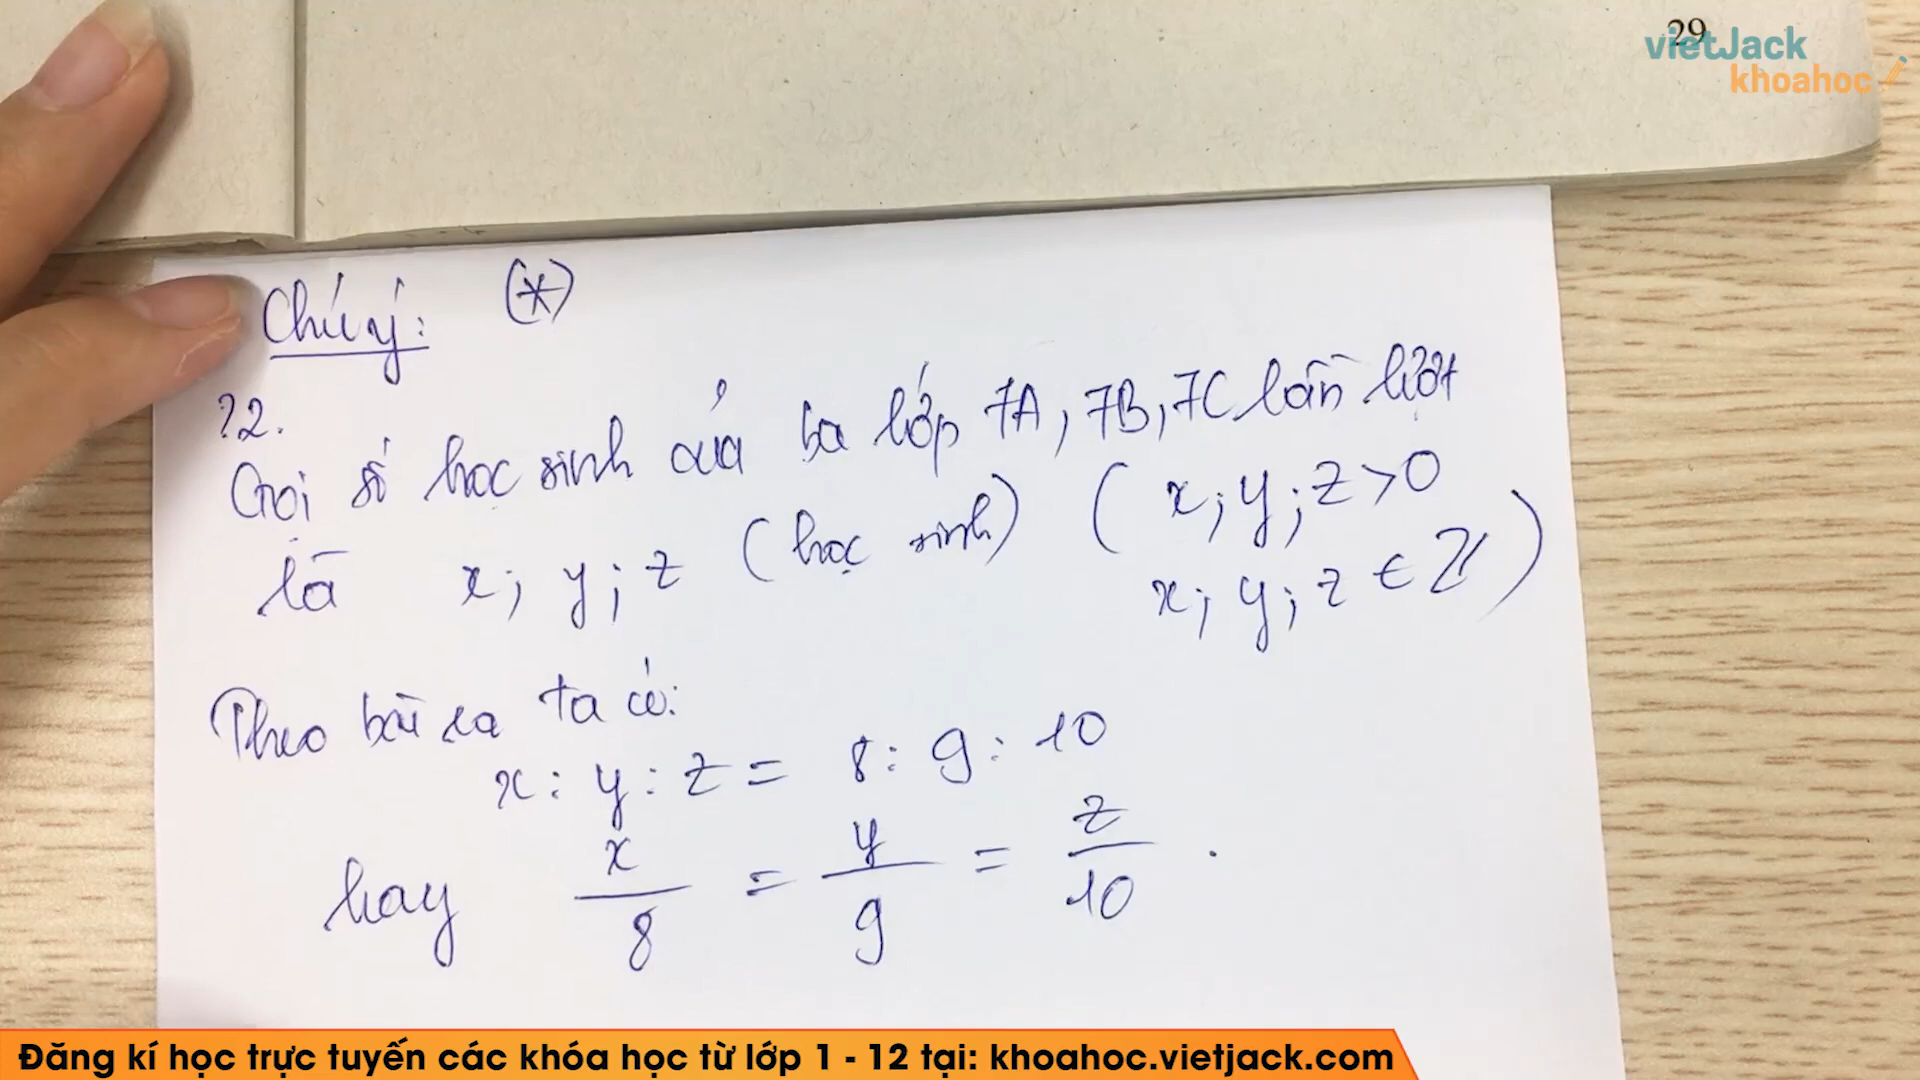 29
vietJack
khoahoc
Chú ý: (*)
?2.
Gọi số học sinh của ba lớp 7A, 7B, 7C lần lượt
là x; y; z (học sinh) ( x; y; z > 0
x; y; z ∈ Z )
Theo bài ra ta có:
x : y : z = 8 : 9 : 10
hay x/8 = y/9 = z/10 .
Đăng kí học trực tuyến các khóa học từ lớp 1 - 12 tại: khoahoc.vietjack.com